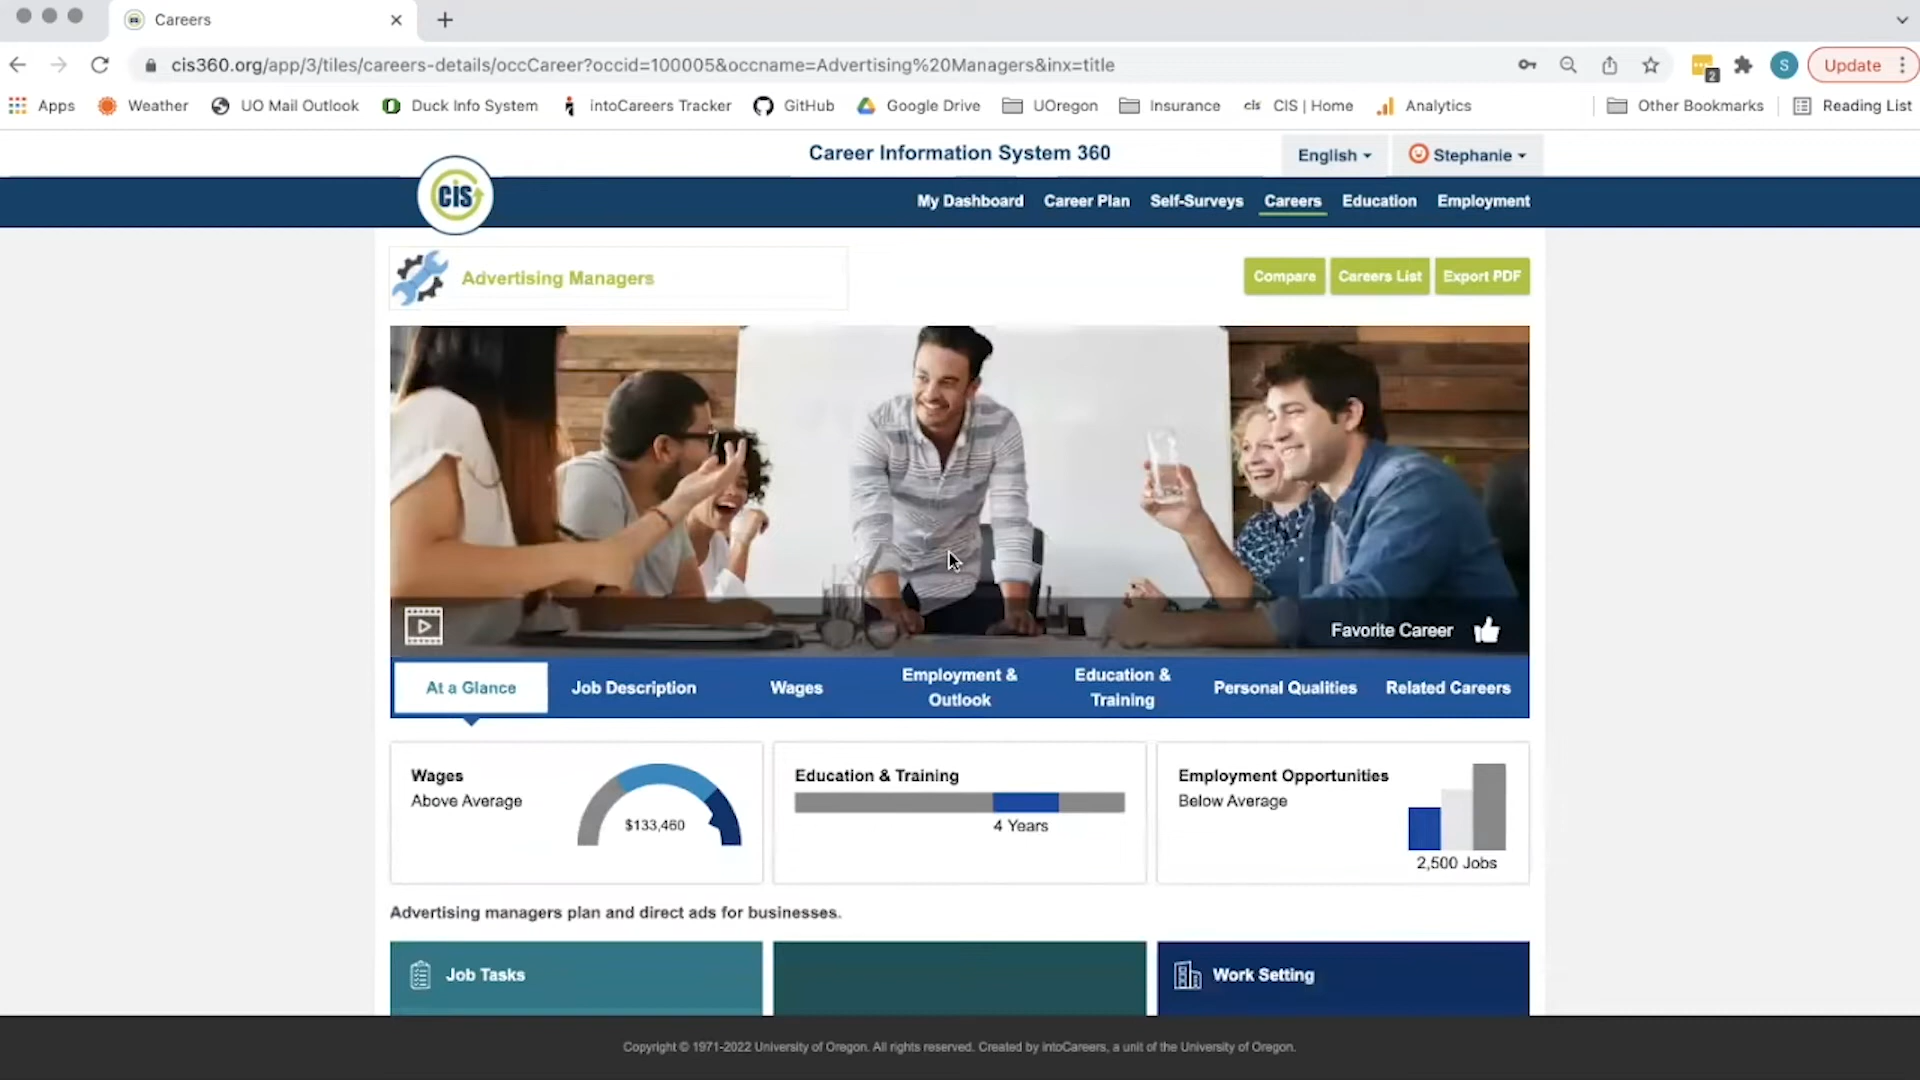 Careers
cis360.org/app/3/tiles/careers-details/occCareer?occid=100005&occname=Advertising%20Managers&inx=title
2
S
Update
Apps
Weather
UO Mail Outlook
Duck Info System
intoCareers Tracker
GitHub
Google Drive
UOregon
Insurance
cis
CIS | Home
Analytics
Other Bookmarks
Reading List
Career Information System 360
English
Stephanie
cis
My Dashboard
Career Plan
Self-Surveys
Careers
Education
Employment
Advertising Managers
Compare
Careers List
Export PDF
Favorite Career
At a Glance
Job Description
Wages
Employment &
Outlook
Education &
Training
Personal Qualities
Related Careers
Wages
Above Average
$133,460
Education & Training
4 Years
Employment Opportunities
Below Average
2,500 Jobs
Advertising managers plan and direct ads for businesses.
Job Tasks
Work Setting
Copyright © 1971-2022 University of Oregon. All rights reserved. Created by intoCareers, a unit of the University of Oregon.